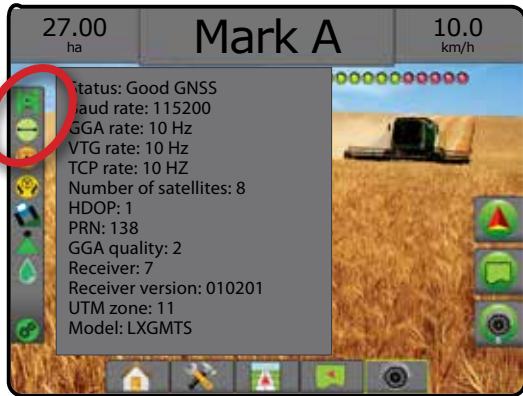 27.00
ha
Mark A
10.0
km/h
Status: Good GNSS
Baud rate: 115200
GGA rate: 10 Hz
VTG rate: 10 Hz
TCP rate: 10 HZ
Number of satellites: 8
HDOP: 1
PRN: 138
GGA quality: 2
Receiver: 7
Receiver version: 010201
UTM zone: 11
Model: LXGMTS